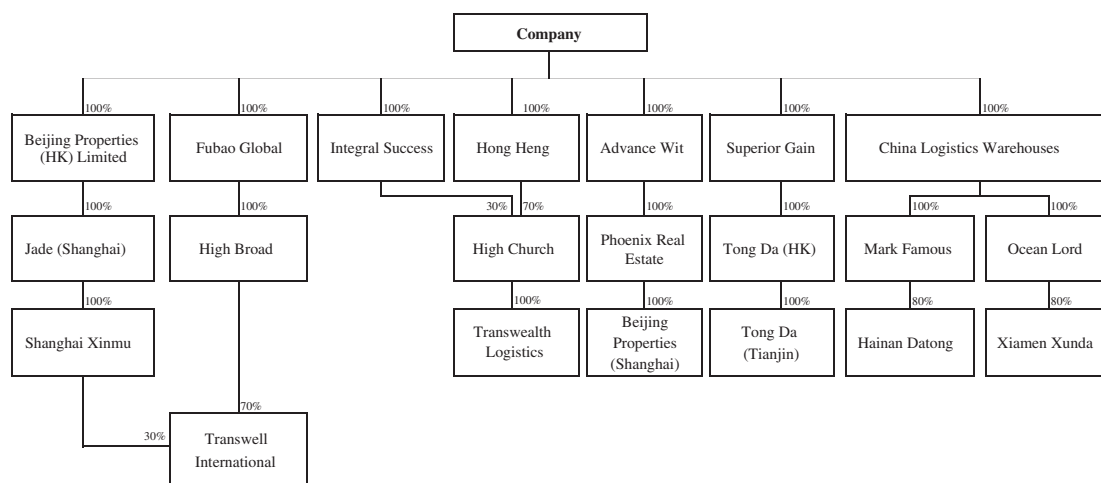 Company
100%
100%
100%
100%
100%
100%
100%
Beijing Properties
(HK) Limited
Fubao Global
Integral Success
Hong Heng
Advance Wit
Superior Gain
China Logistics Warehouses
100%
100%
30%
70%
100%
100%
100%
100%
Jade (Shanghai)
High Broad
High Church
Phoenix Real
Estate
Tong Da (HK)
Mark Famous
Ocean Lord
100%
100%
100%
100%
80%
80%
Shanghai Xinmu
Transwealth
Logistics
Beijing
Properties
(Shanghai)
Tong Da
(Tianjin)
Hainan Datong
Xiamen Xunda
70%
30%
Transwell
International